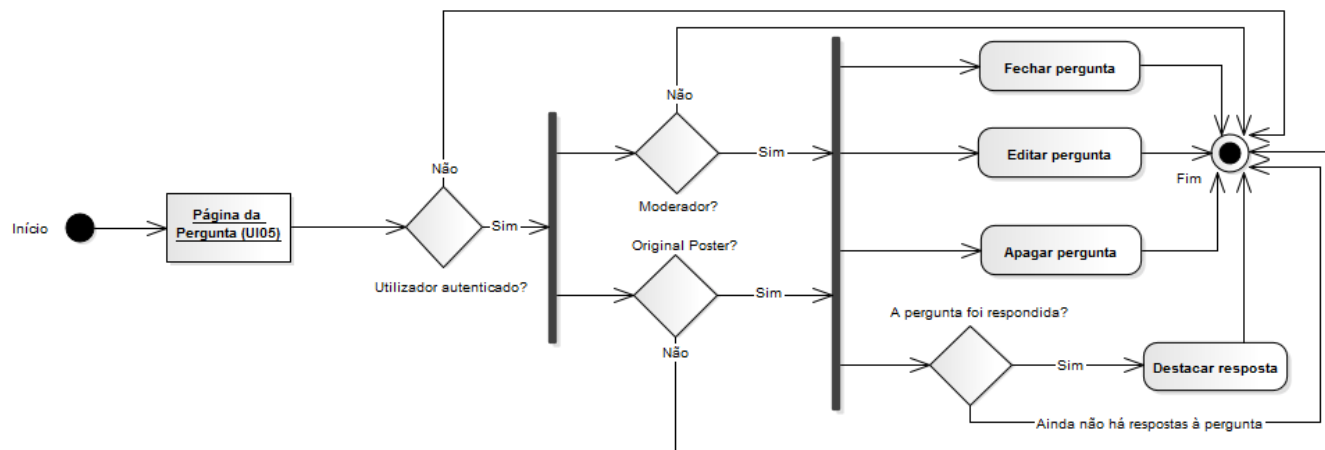 Início
Página da
Pergunta (UI05)
Não
Sim
Utilizador autenticado?
Não
Sim
Moderador?
Original Poster?
Sim
Não
Fechar pergunta
Editar pergunta
Fim
Apagar pergunta
A pergunta foi respondida?
Sim
Destacar resposta
Ainda não há respostas à pergunta